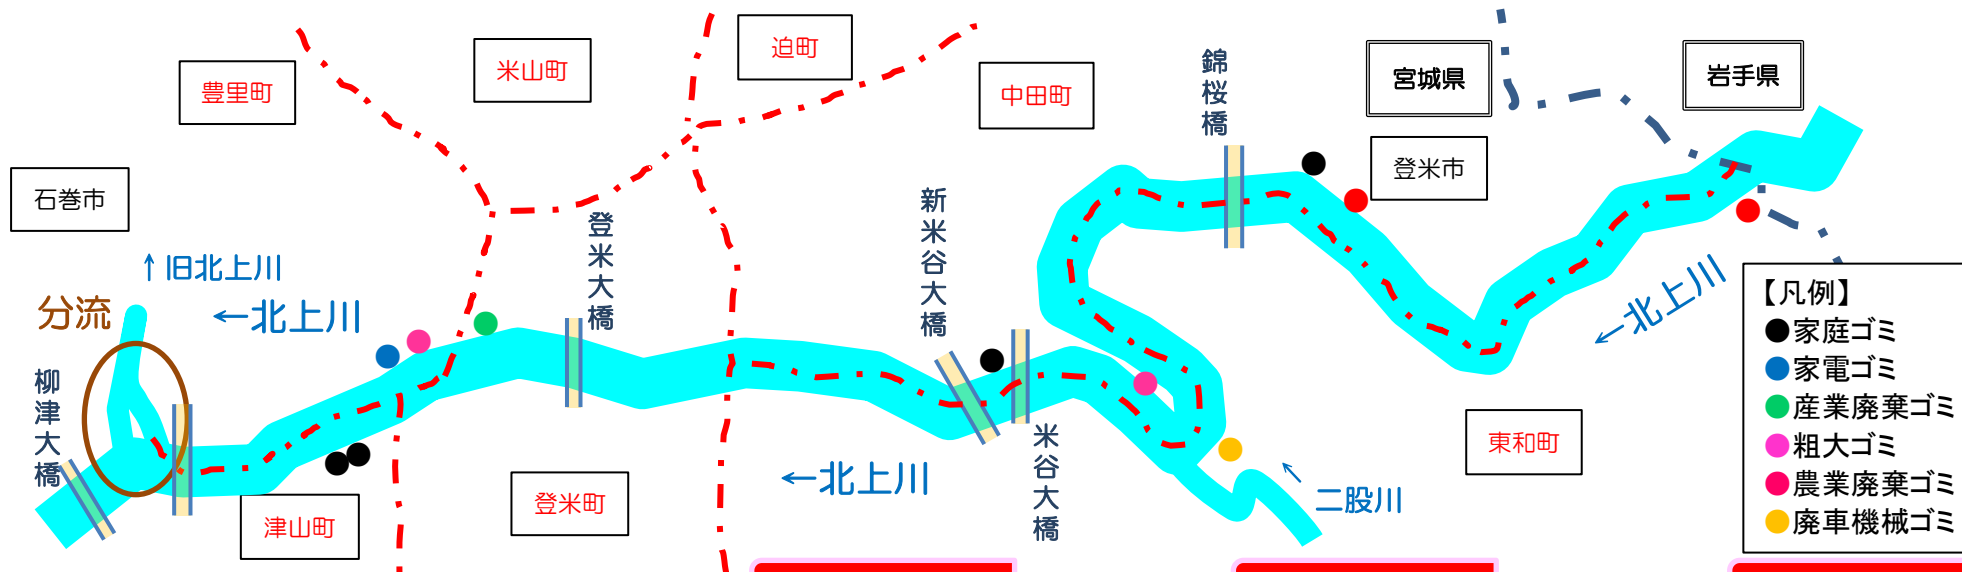 豊里町
米山町
迫町
中田町
錦桜橋
宮城県
岩手県
登米市
石巻市
登米大橋
新米谷大橋
↑旧北上川
分流
←北上川
←北上川
【凡例】
●家庭ゴミ
●家電ゴミ
●産業廃棄ゴミ
●粗大ゴミ
●農業廃棄ゴミ
●廃車機械ゴミ
柳津大橋
米谷大橋
東和町
←北上川
登米町
津山町
二股川